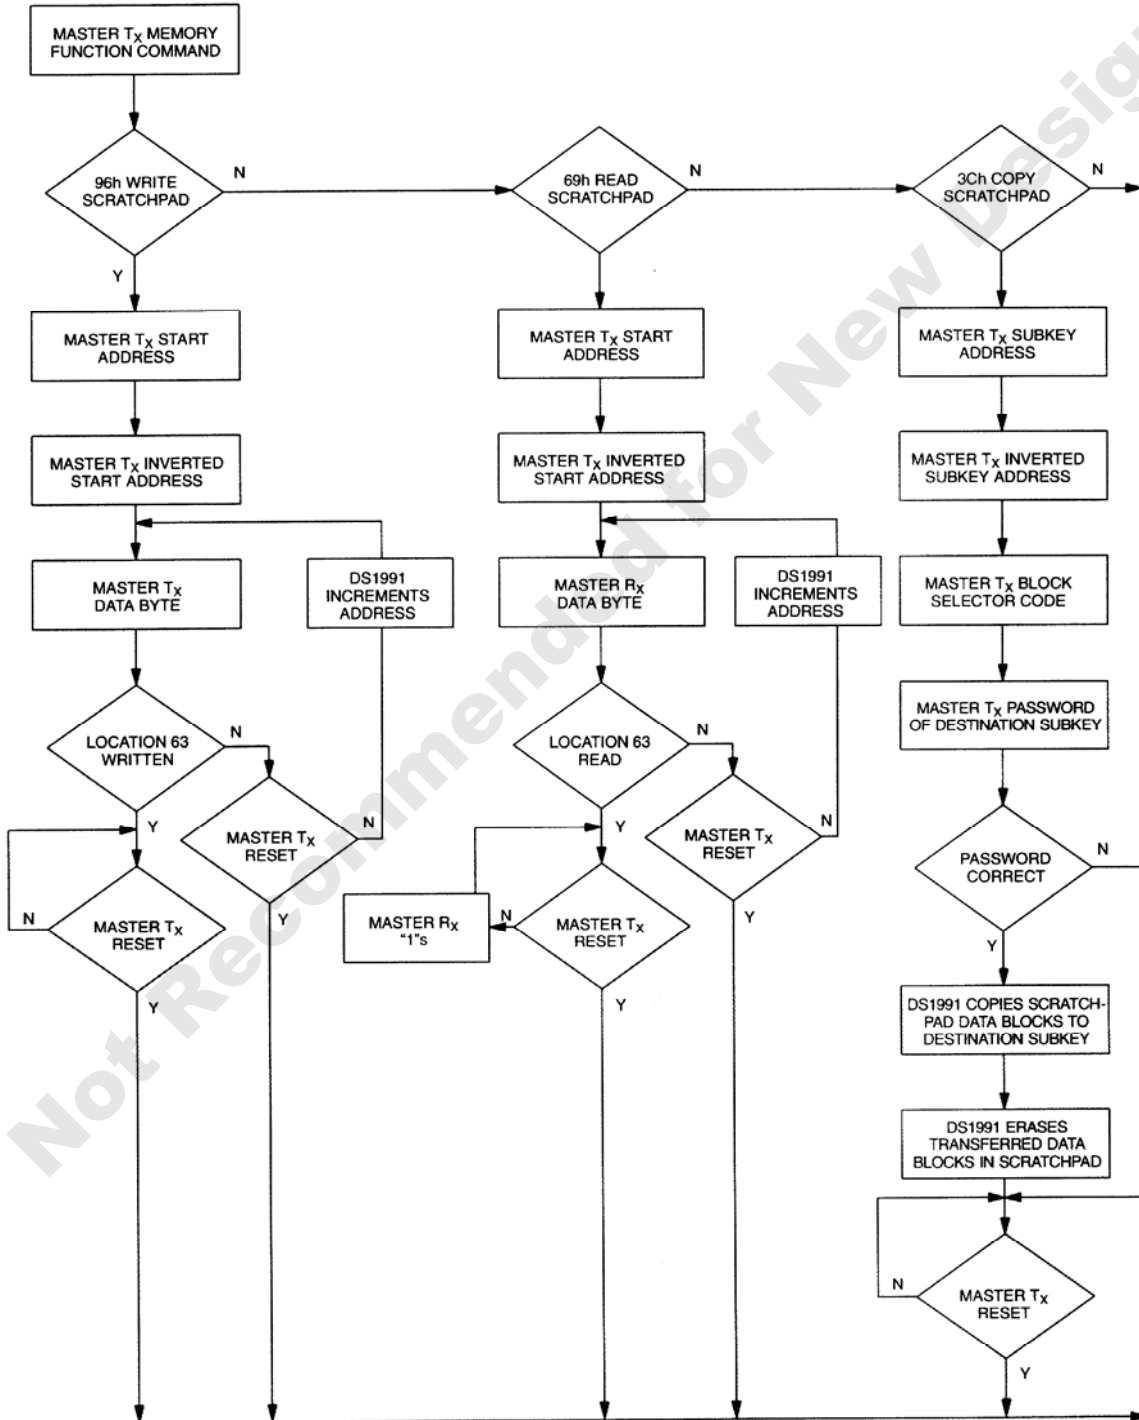 MASTER TX MEMORY
FUNCTION COMMAND
96h WRITE
SCRATCHPAD
N
Y
MASTER TX START
ADDRESS
MASTER TX INVERTED
START ADDRESS
MASTER TX
DATA BYTE
DS1991
INCREMENTS
ADDRESS
LOCATION 63
WRITTEN
N
Y
MASTER TX
RESET
N
Y
MASTER TX
RESET
N
Y
69h READ
SCRATCHPAD
N
MASTER TX START
ADDRESS
MASTER TX INVERTED
START ADDRESS
MASTER RX
DATA BYTE
DS1991
INCREMENTS
ADDRESS
LOCATION 63
READ
N
Y
MASTER TX
RESET
N
Y
MASTER RX
"1"s
N
MASTER TX
RESET
Y
3Ch COPY
SCRATCHPAD
N
MASTER TX SUBKEY
ADDRESS
MASTER TX INVERTED
SUBKEY ADDRESS
MASTER TX BLOCK
SELECTOR CODE
MASTER TX PASSWORD
OF DESTINATION SUBKEY
PASSWORD
CORRECT
N
Y
DS1991 COPIES SCRATCH-
PAD DATA BLOCKS TO
DESTINATION SUBKEY
DS1991 ERASES
TRANSFERRED DATA
BLOCKS IN SCRATCHPAD
N
MASTER TX
RESET
Y
Not Recommended for New Desig